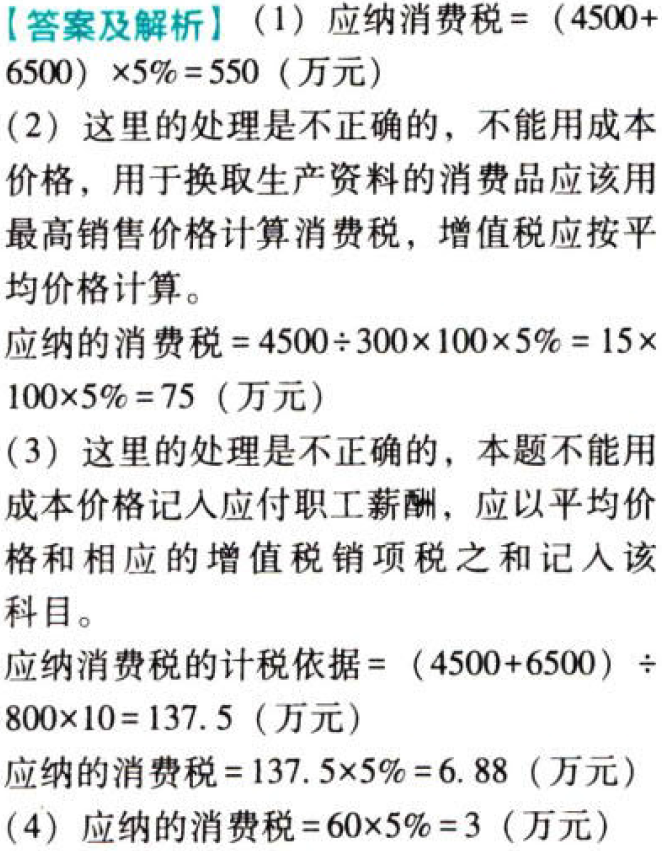 【答案及解析】（1）应纳消费税=（4500+
6500）×5%=550（万元）
（2）这里的处理是不正确的，不能用成本
价格，用于换取生产资料的消费品应该用
最高销售价格计算消费税，增值税应按平
均价格计算。
应纳的消费税=4500÷300×100×5%=15×
100×5%=75（万元）
（3）这里的处理是不正确的，本题不能用
成本价格记入应付职工薪酬，应以平均价
格和相应的增值税销项税之和记入该
科目。
应纳消费税的计税依据=（4500+6500）÷
800×10=137.5（万元）
应纳的消费税=137.5×5%=6.88（万元）
（4）应纳的消费税=60×5%=3（万元）